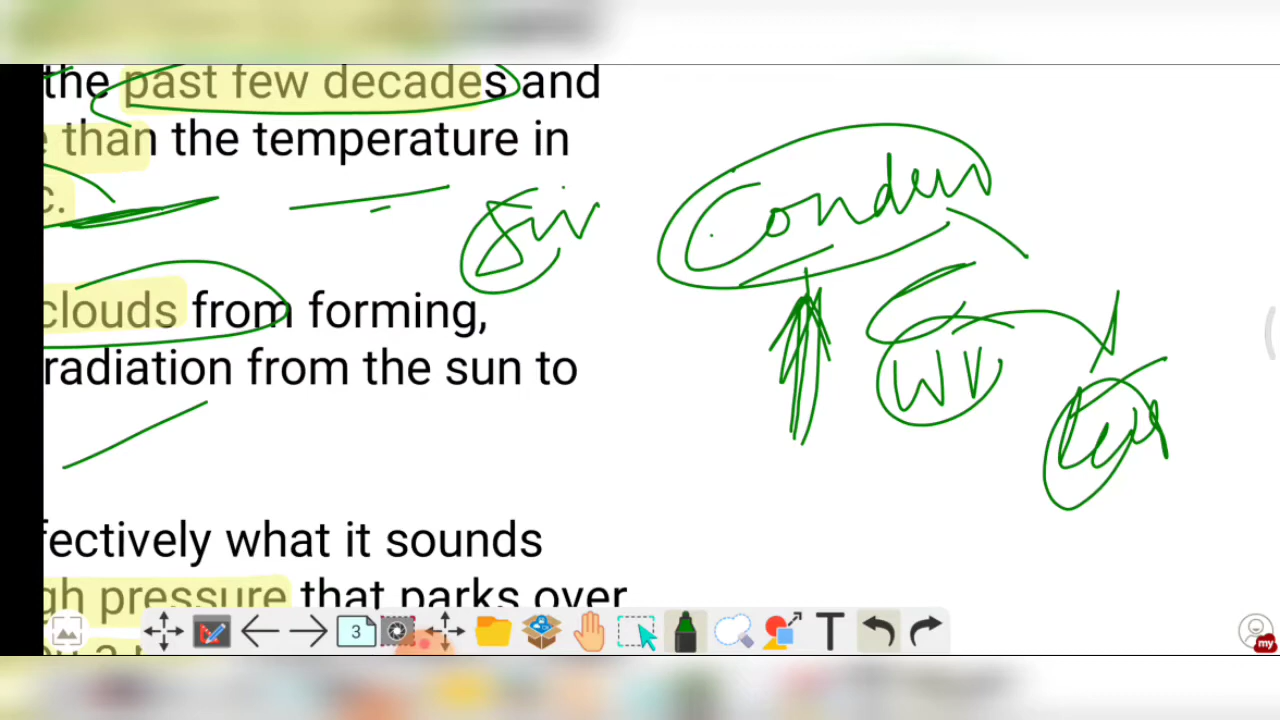 the past few decades and
than the temperature in
c.
clouds from forming,
radiation from the sun to
fectively what it sounds
gh pressure that parks over
Conden
WV
3
T
my